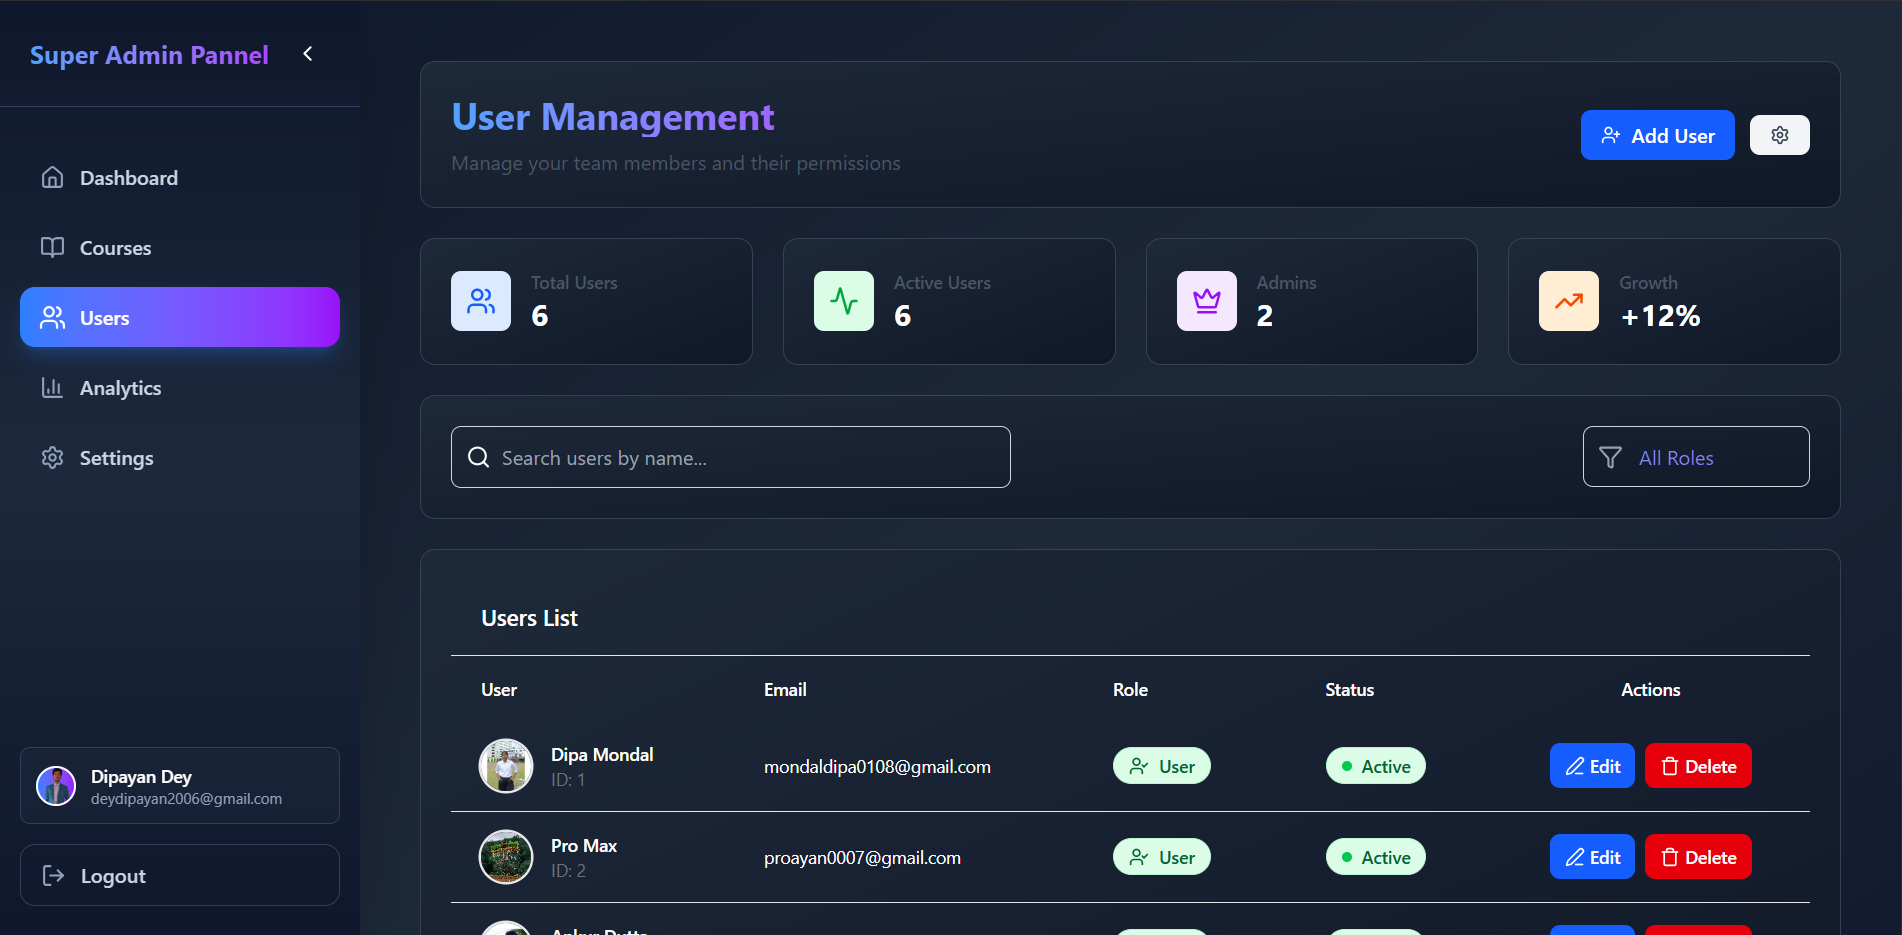 Super Admin Pannel
Dashboard
Courses
Users
Analytics
Settings
Dipayan Dey
deydipayan2006@gmail.com
Logout
User Management
Manage your team members and their permissions
Add User
Total Users
6
Active Users
6
Admins
2
Growth
+12%
Search users by name...
All Roles
Users List
User Email Role Status Actions
Dipa Mondal
ID: 1
mondaldipa0108@gmail.com User Active Edit Delete
Pro Max
ID: 2
proayan0007@gmail.com User Active Edit Delete